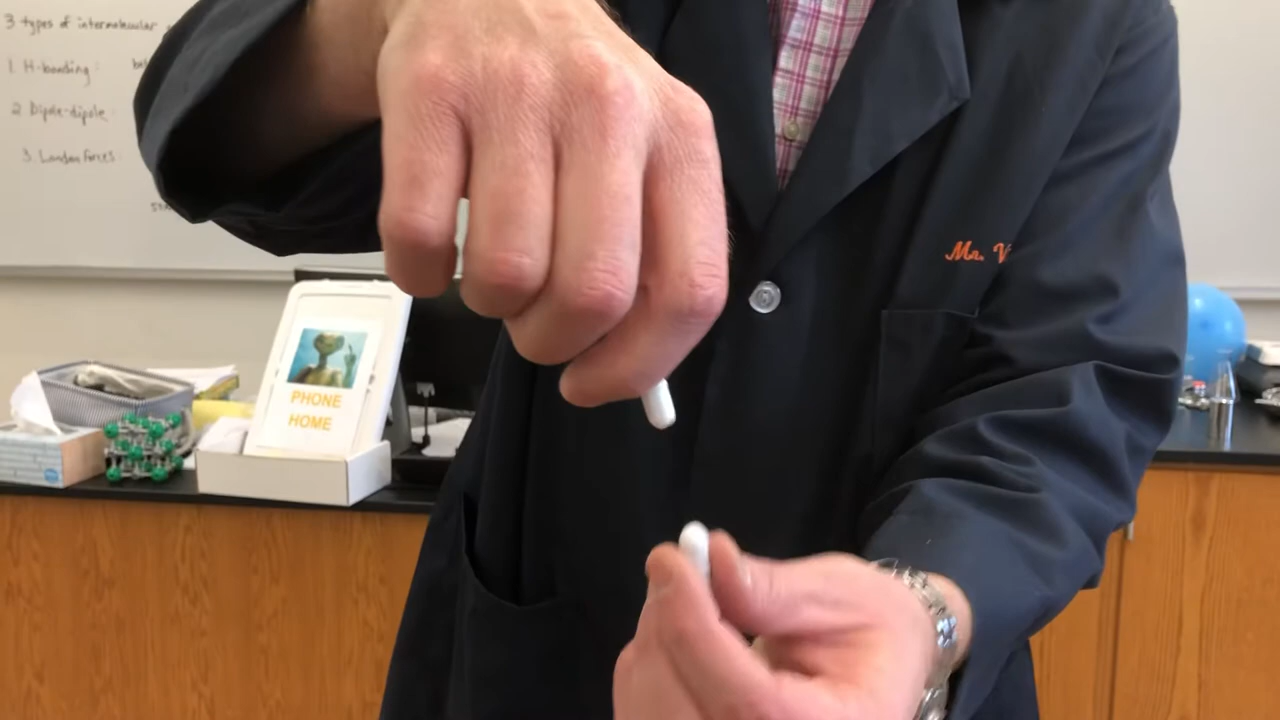 3 types of intermolecular
1. H-bonding:
2. Dipole-dipole:
3. London Forces:
Mr. V
PHONE
HOME